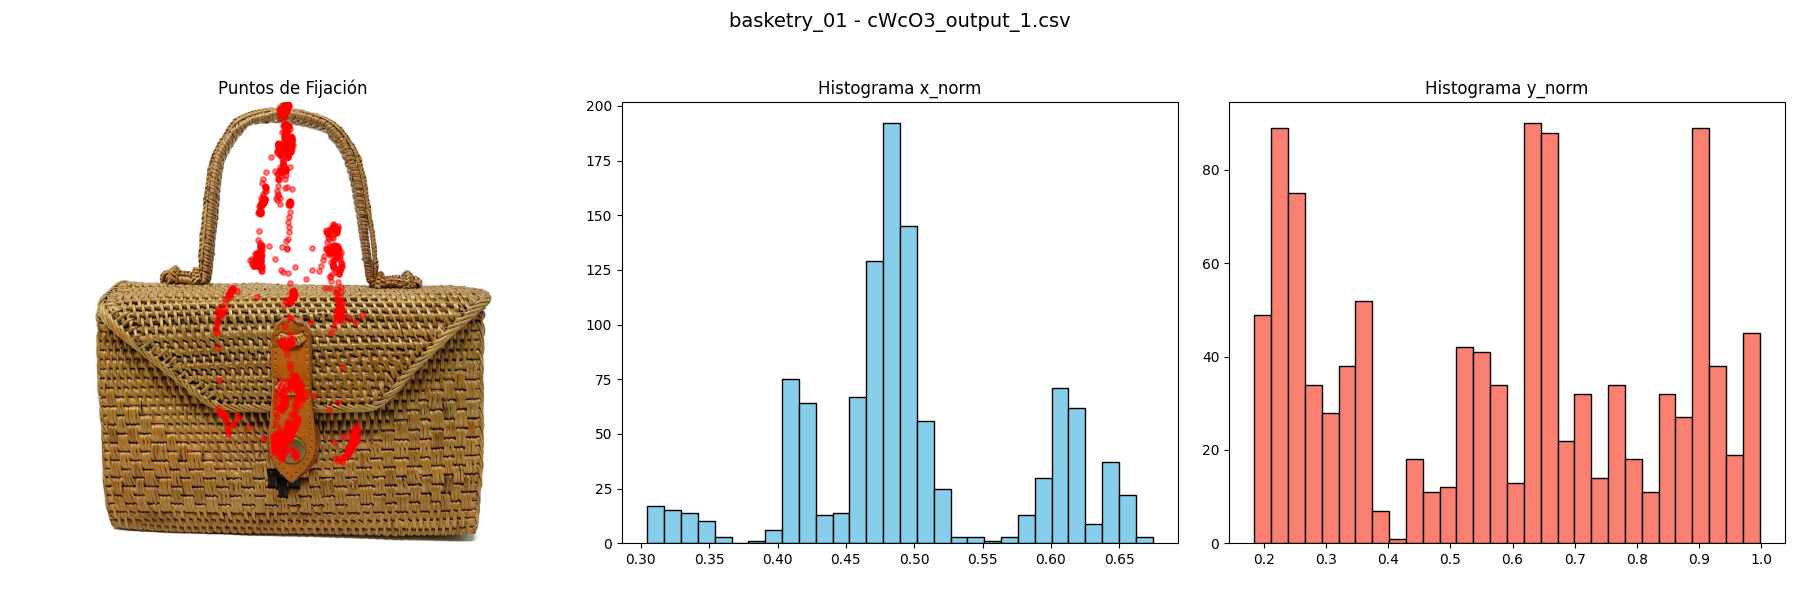 basketry_01 - cWcO3_output_1.csv
Puntos de Fijación
Histograma x_norm
200
175
150
125
100
75
50
25
0
0.30 0.35 0.40 0.45 0.50 0.55 0.60 0.65
Histograma y_norm
80
60
40
20
0
0.2 0.3 0.4 0.5 0.6 0.7 0.8 0.9 1.0